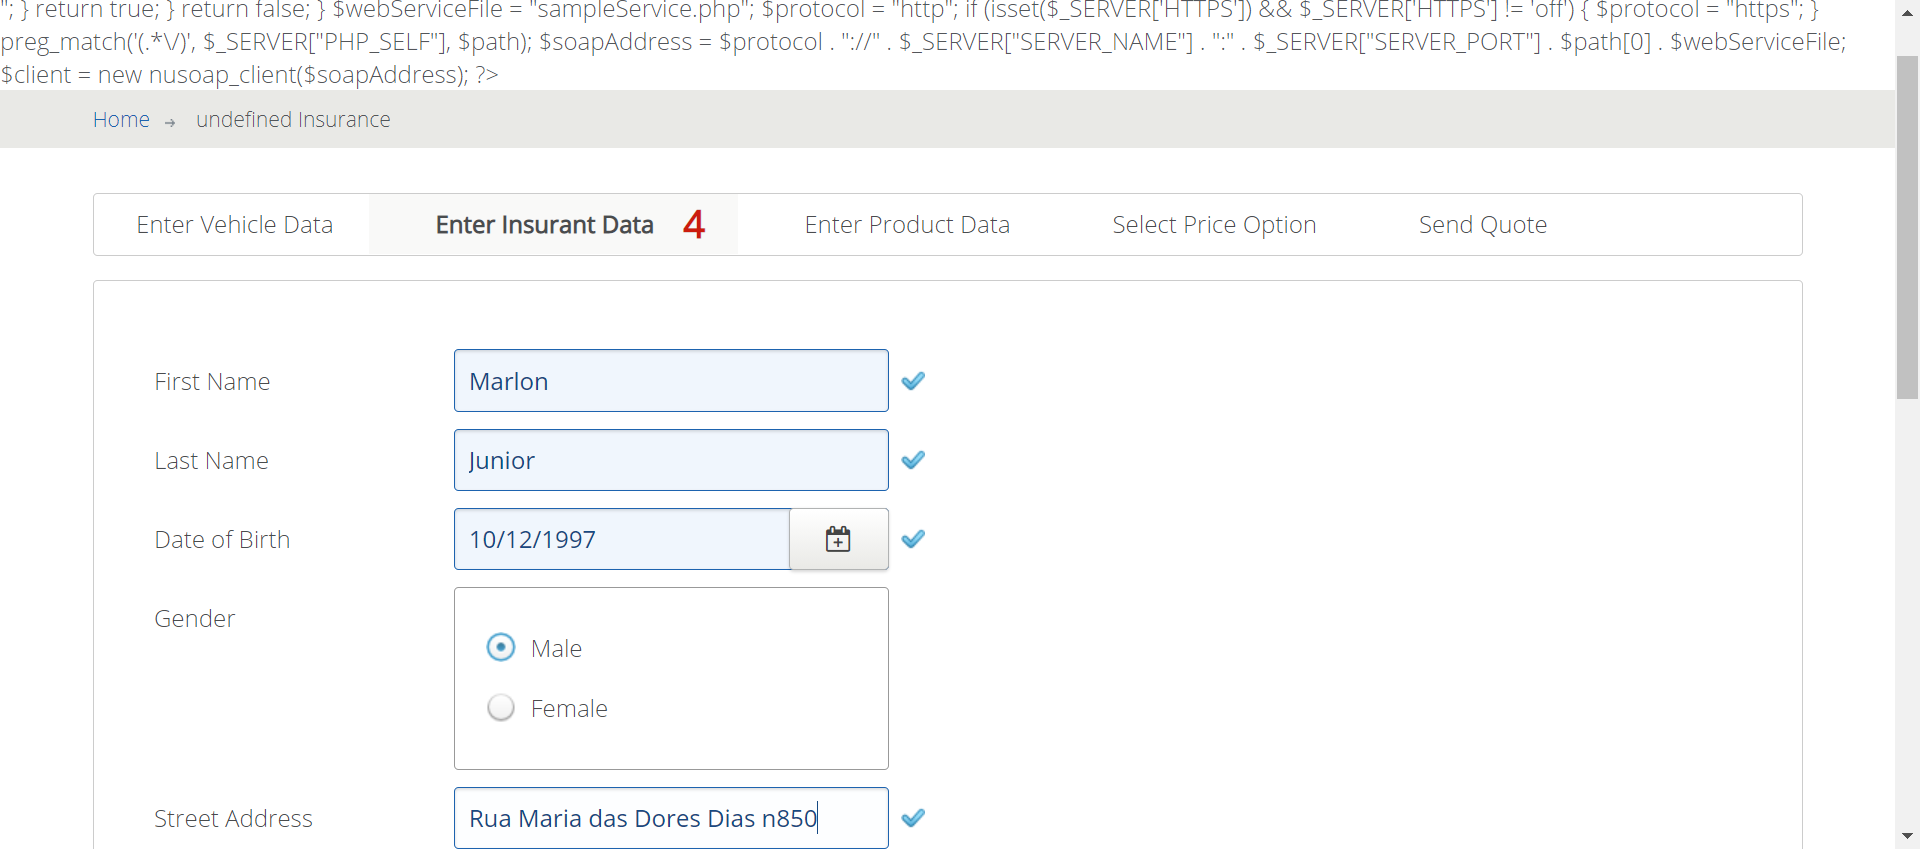 "; } return true; } return false; } $webServiceFile = "sampleService.php"; $protocol = "http"; if (isset($_SERVER['HTTPS']) && $_SERVER['HTTPS'] != 'off') { $protocol = "https"; }
preg_match('(.*\/)', $_SERVER["PHP_SELF"], $path); $soapAddress = $protocol . "://" . $_SERVER["SERVER_NAME"] . ":" . $_SERVER["SERVER_PORT"] . $path[0] . $webServiceFile;
$client = new nusoap_client($soapAddress); ?>
Home → undefined Insurance
Enter Vehicle Data Enter Insurant Data 4 Enter Product Data Select Price Option Send Quote
First Name Marlon
Last Name Junior
Date of Birth 10/12/1997
Gender
Male
Female
Street Address Rua Maria das Dores Dias n850